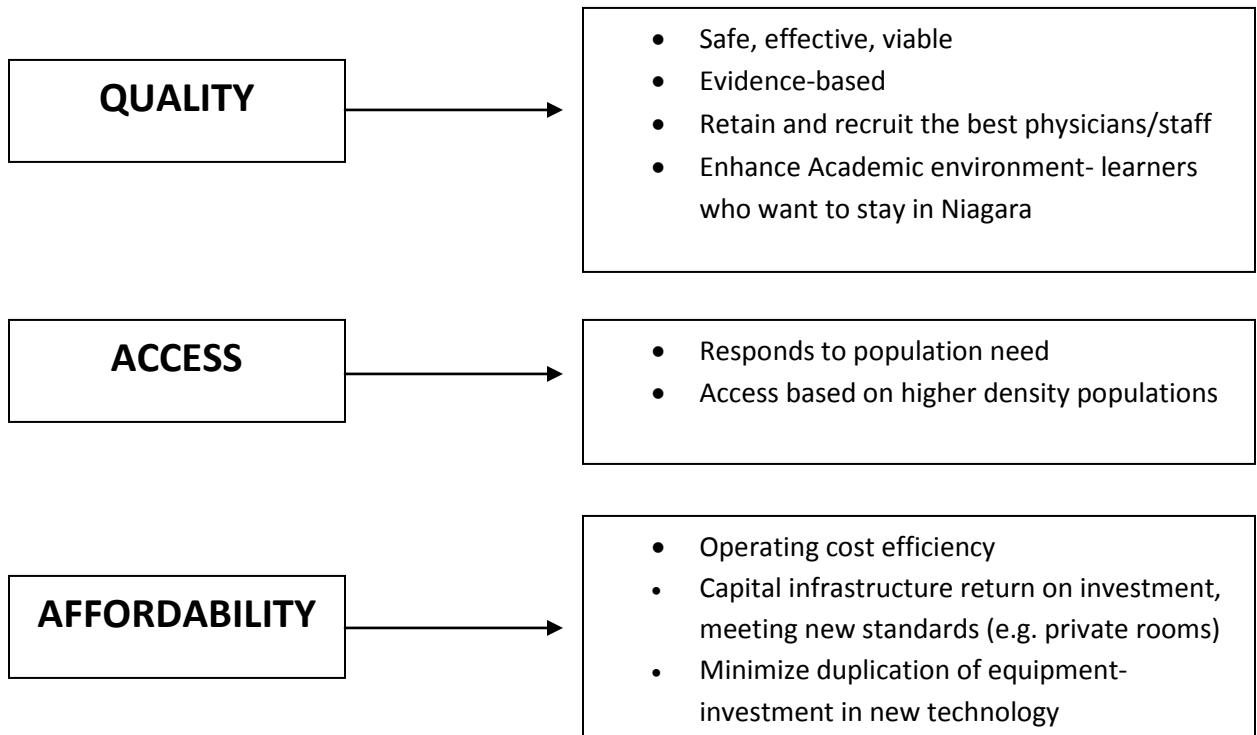 QUALITY
• Safe, effective, viable
• Evidence-based
• Retain and recruit the best physicians/staff
• Enhance Academic environment- learners
who want to stay in Niagara
ACCESS
• Responds to population need
• Access based on higher density populations
AFFORDABILITY
• Operating cost efficiency
• Capital infrastructure return on investment,
meeting new standards (e.g. private rooms)
• Minimize duplication of equipment-
investment in new technology